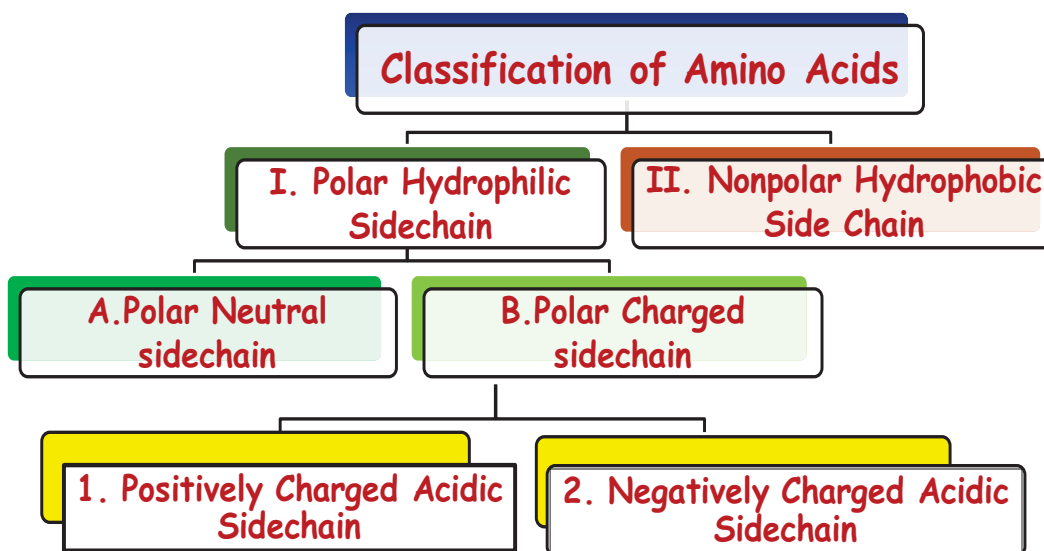 Classification of Amino Acids
I. Polar Hydrophilic
Sidechain
II. Nonpolar Hydrophobic
Side Chain
A.Polar Neutral
sidechain
B.Polar Charged
sidechain
1. Positively Charged Acidic
Sidechain
2. Negatively Charged Acidic
Sidechain